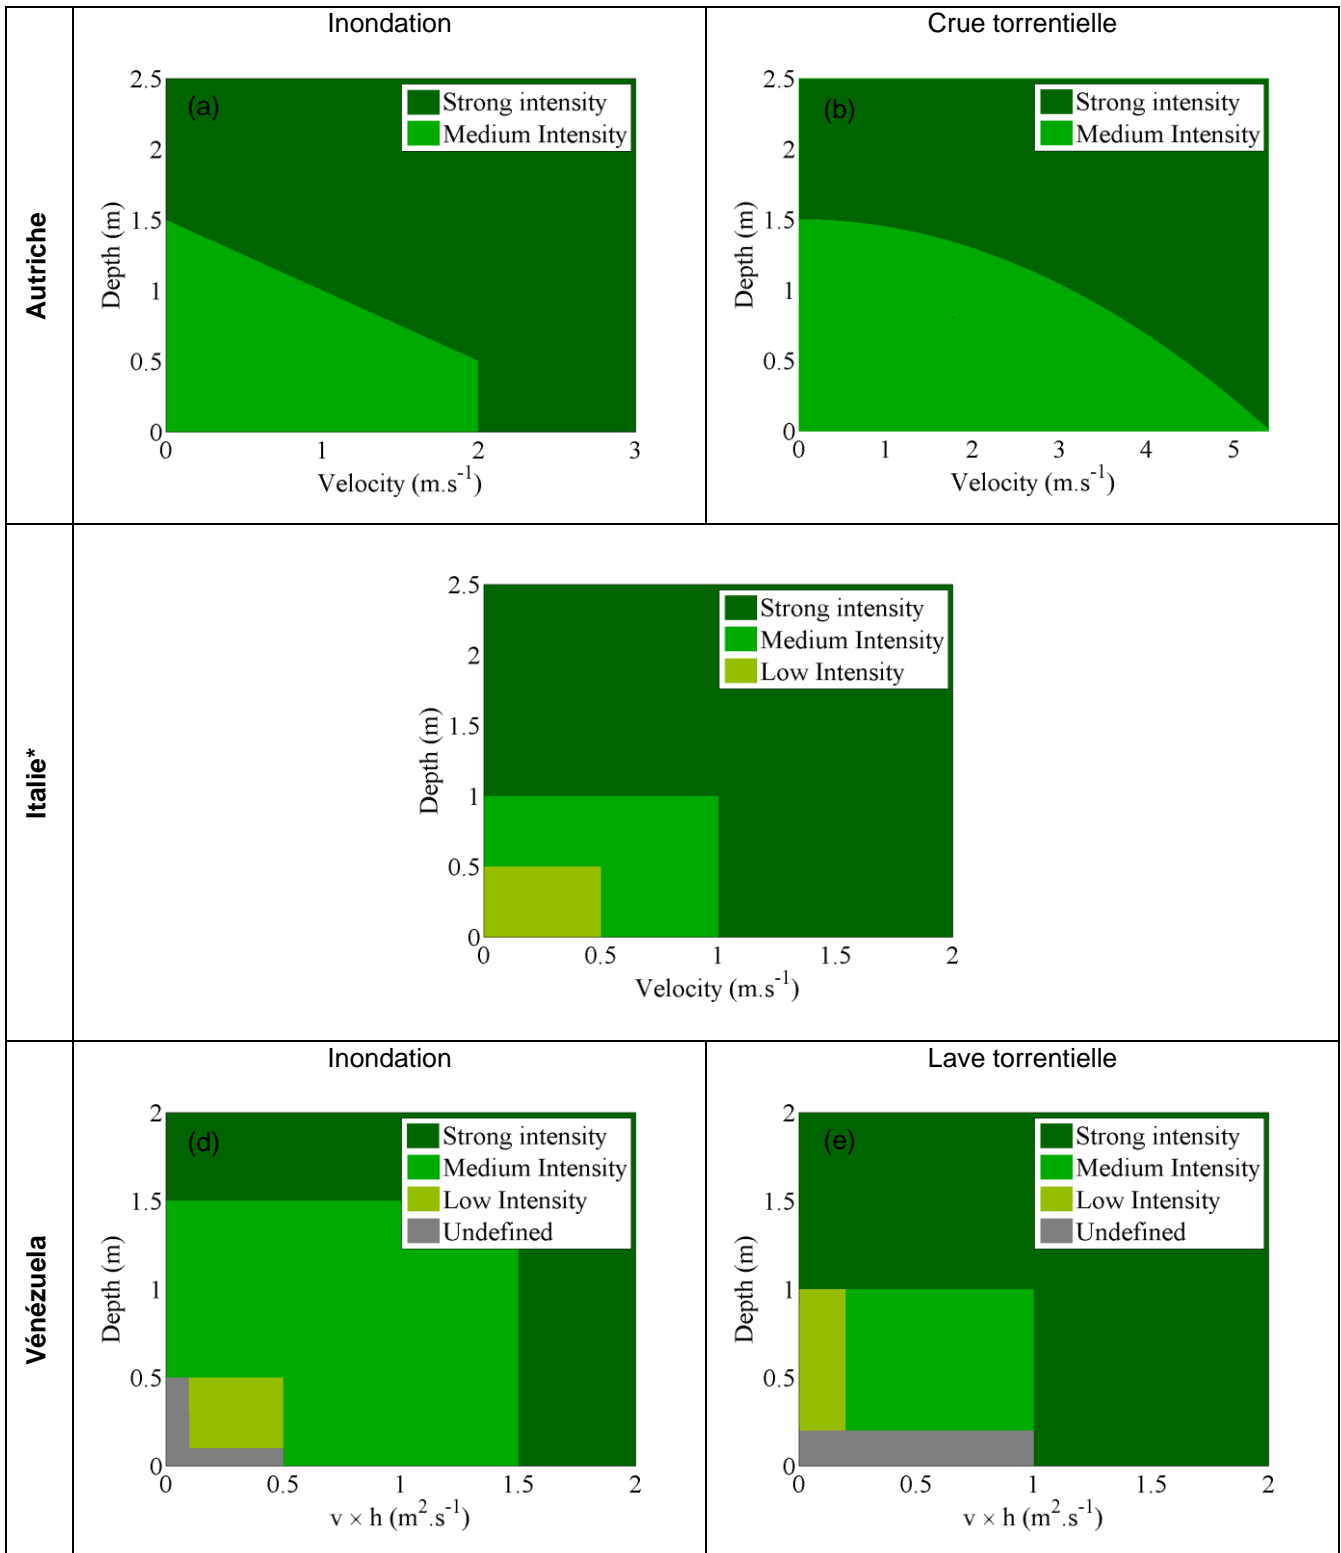 Autriche
Inondation
(a)
Strong intensity
Medium Intensity
Depth (m)
2.5
2
1.5
1
0.5
0
0 1 2 3
Velocity (m.s-1)
Crue torrentielle
(b)
Strong intensity
Medium Intensity
Depth (m)
2.5
2
1.5
1
0.5
0
0 1 2 3 4 5
Velocity (m.s-1)
Italie*
Strong intensity
Medium Intensity
Low Intensity
Depth (m)
2.5
2
1.5
1
0.5
0
0 0.5 1 1.5 2
Velocity (m.s-1)
Vénézuela
Inondation
(d)
Strong intensity
Medium Intensity
Low Intensity
Undefined
Depth (m)
2
1.5
1
0.5
0
0 0.5 1 1.5 2
v × h (m2.s-1)
Lave torrentielle
(e)
Strong intensity
Medium Intensity
Low Intensity
Undefined
Depth (m)
2
1.5
1
0.5
0
0 0.5 1 1.5 2
v × h (m2.s-1)